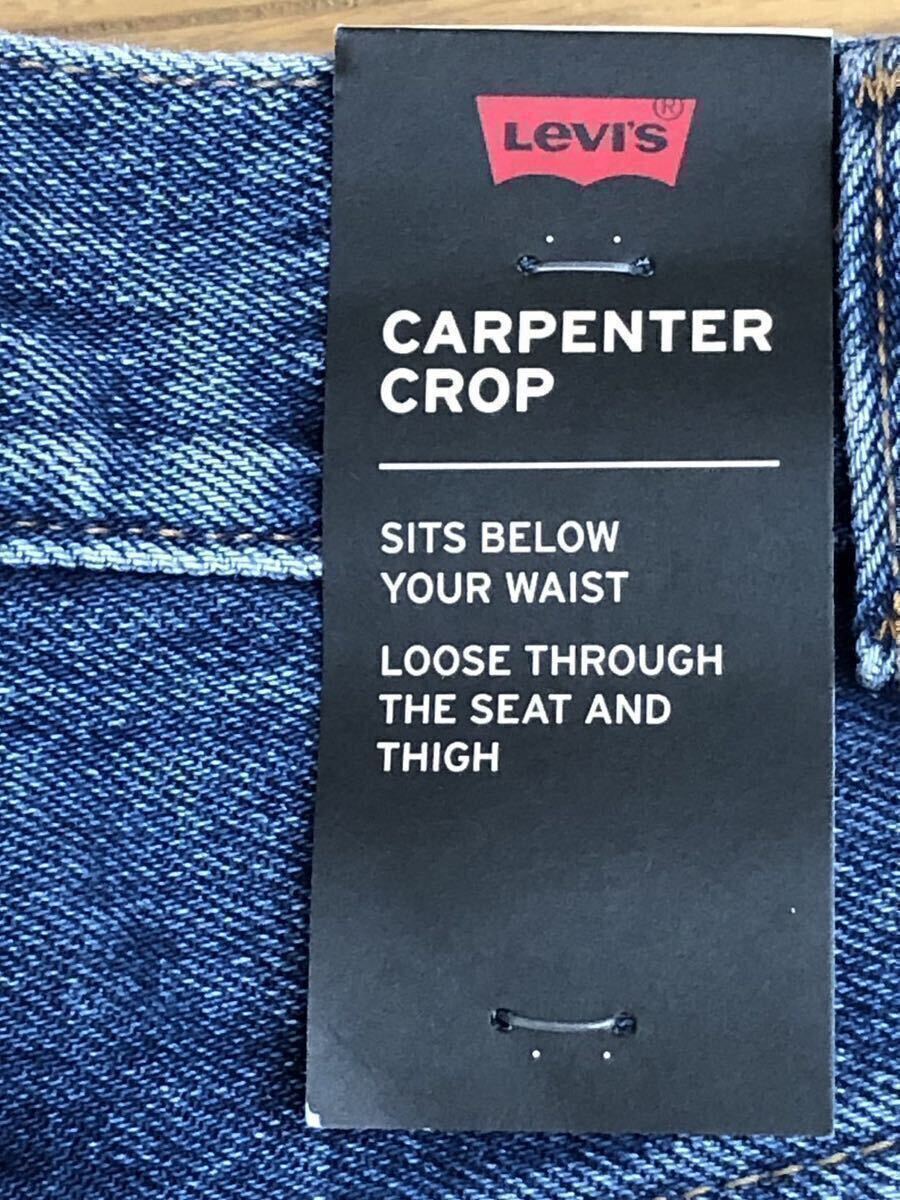 Levi's®
CARPENTER
CROP
SITS BELOW
YOUR WAIST
LOOSE THROUGH
THE SEAT AND
THIGH